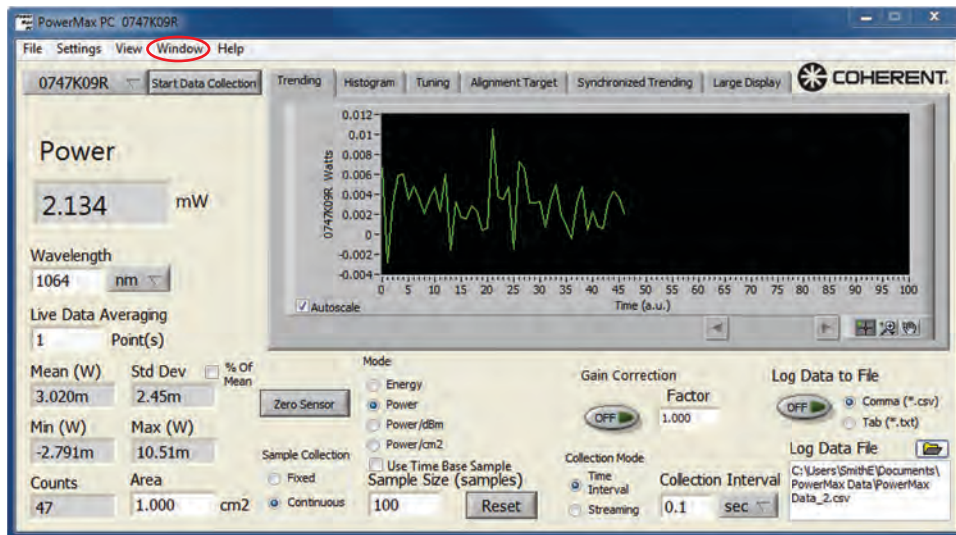 PowerMax PC 0747K09R
File Settings View Window Help
0747K09R
Start Data Collection
Trending Histogram Tuning Alignment Target Synchronized Trending Large Display
COHERENT.
Power
2.134 mW
Wavelength
1064 nm
Live Data Averaging
1 Point(s)
Mean (W) Std Dev % Of Mean
3.020m 2.45m
Min (W) Max (W)
-2.791m 10.51m
Counts Area
47 1.000 cm2
0747K09R Watts
0.012
0.01
0.008
0.006
0.004
0.002
0
-0.002
-0.004
0 5 10 15 20 25 30 35 40 45 50 55 60 65 70 75 80 85 90 95 100
Time (a.u.)
Autoscale
Zero Sensor
Mode
Energy
Power
Power/dBm
Power/cm2
Use Time Base Sample
Sample Collection
Fixed
Continuous
Sample Size (samples)
100 Reset
Gain Correction
OFF
Factor
1.000
Collection Mode
Time Interval
Streaming
Collection Interval
0.1 sec
Log Data to File
OFF
Comma (*.csv)
Tab (*.txt)
Log Data File
C:\Users\SmithE\Documents\
PowerMax Data\PowerMax
Data_2.csv